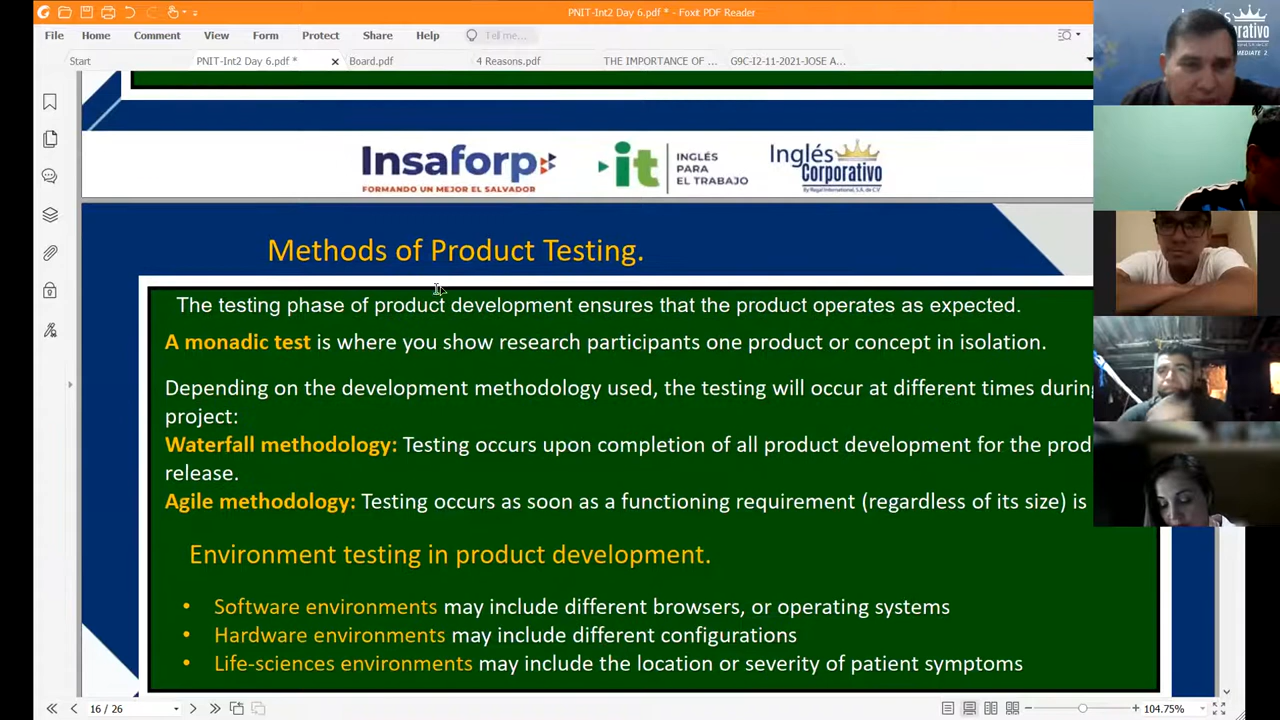 PNIT-Int2 Day 6.pdf * - Foxit PDF Reader
File Home Comment View Form Protect Share Help Tell me...
Start PNIT-Int2 Day 6.pdf * Board.pdf 4 Reasons.pdf THE IMPORTANCE OF ... G9C-I2-11-2021-JOSE A...
Insaforp
FORMANDO UN MEJOR EL SALVADOR
it
INGLÉS
PARA
EL TRABAJO
Inglés
Corporativo
By Regal International, S.A. de C.V
Methods of Product Testing.
The testing phase of product development ensures that the product operates as expected.
A monadic test is where you show research participants one product or concept in isolation.
Depending on the development methodology used, the testing will occur at different times durin
project:
Waterfall methodology: Testing occurs upon completion of all product development for the prod
release.
Agile methodology: Testing occurs as soon as a functioning requirement (regardless of its size) is
Environment testing in product development.
• Software environments may include different browsers, or operating systems
• Hardware environments may include different configurations
• Life-sciences environments may include the location or severity of patient symptoms
16 / 26
104.75%